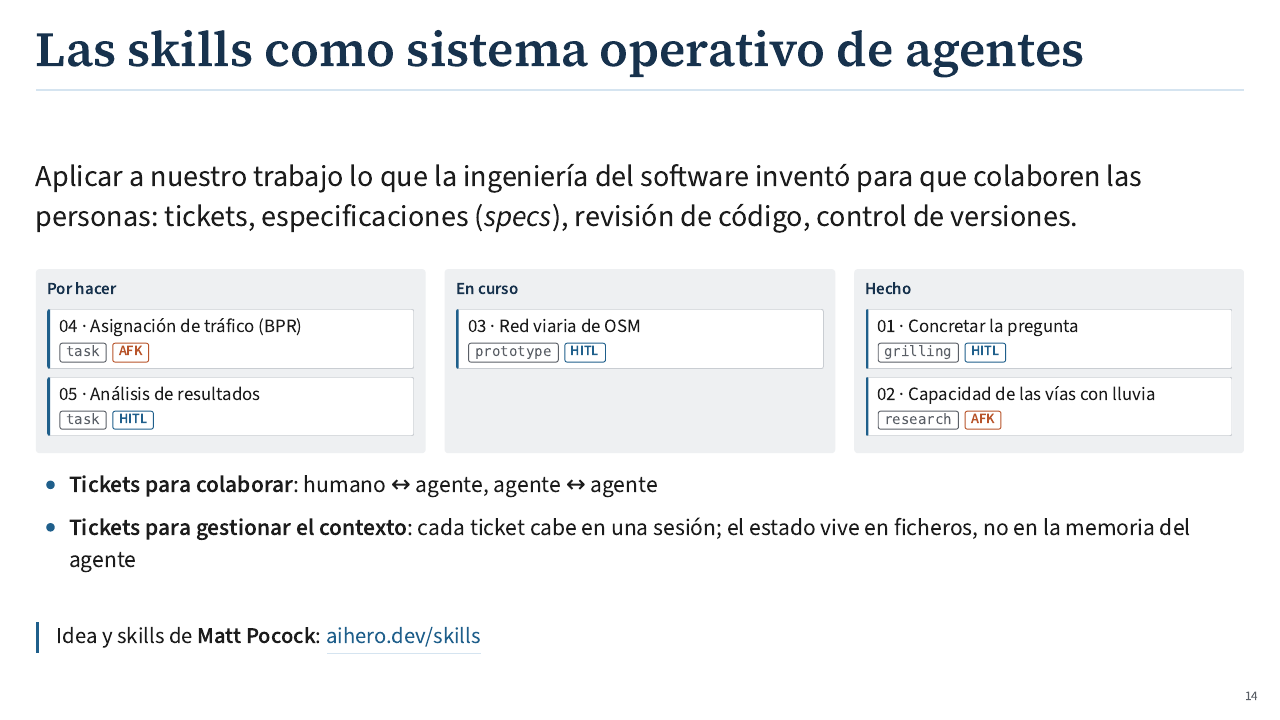 Las skills como sistema operativo de agentes
Aplicar a nuestro trabajo lo que la ingeniería del software inventó para que colaboren las
personas: tickets, especificaciones (specs), revisión de código, control de versiones.
Por hacer
04 · Asignación de tráfico (BPR)
task AFK
05 · Análisis de resultados
task HITL
En curso
03 · Red viaria de OSM
prototype HITL
Hecho
01 · Concretar la pregunta
grilling HITL
02 · Capacidad de las vías con lluvia
research AFK
• Tickets para colaborar: humano ↔ agente, agente ↔ agente
• Tickets para gestionar el contexto: cada ticket cabe en una sesión; el estado vive en ficheros, no en la memoria del
agente
Idea y skills de Matt Pocock: aihero.dev/skills
14